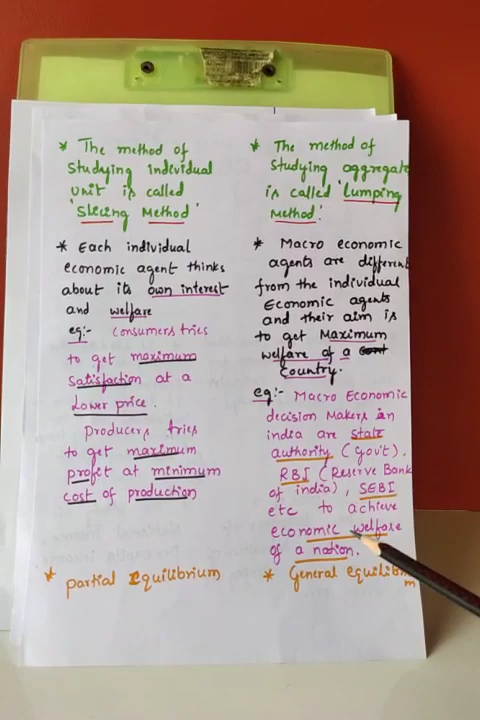 * The method of
studying individual
unit is called
'Slicing Method'
* Each individual
economic agent thinks
about its own interest
and welfare
eg:- Consumers tries
to get maximum
satisfaction at a
Lower price.
Producers tries
to get maximum
profit at minimum
cost of production
* partial Equilibrium
* The method of
studying aggregate
is called 'Lumping
Method'.
* Macro economic
agents are different
from the individual
Economic agents
and their aim is
to get Maximum
welfare of a
Country.
eg:- Macro Economic
decision Makers in
india are state
authority (gov't).
RBI (Reserve Bank
of india), SEBI
etc to achieve
economic welfare
of a nation.
* General equilibrium